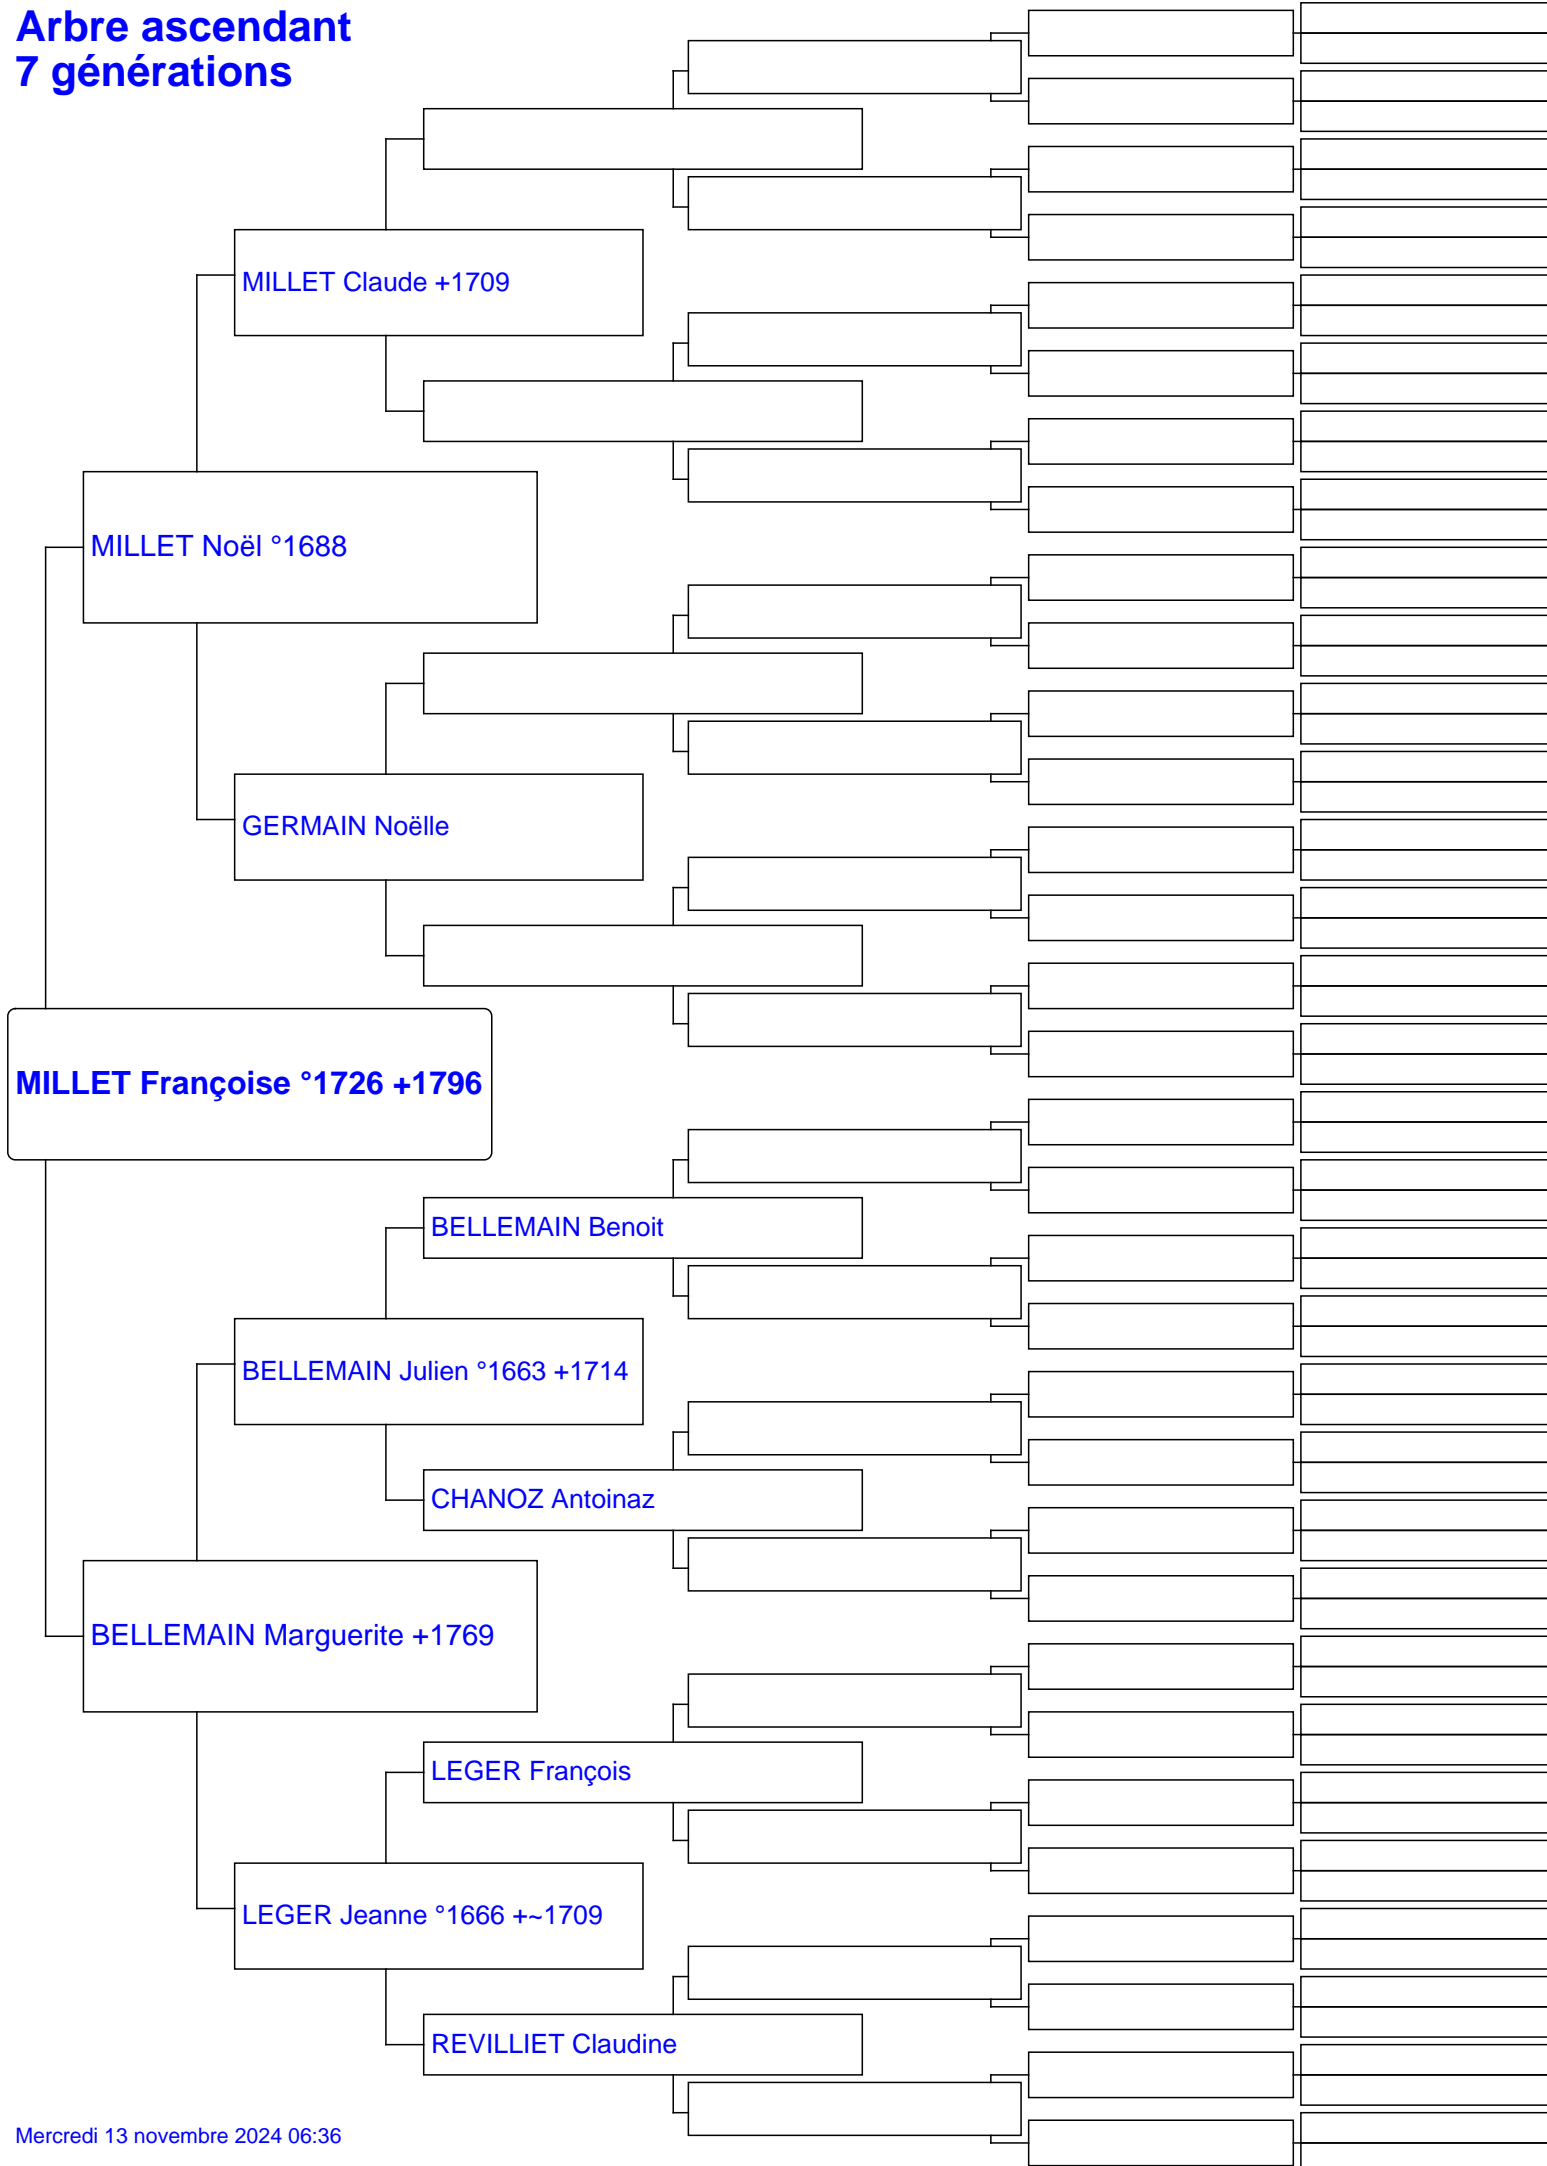 Arbre ascendant
7 générations
MILLET Claude +1709
MILLET Noël °1688
GERMAIN Noëlle
MILLET Françoise °1726 +1796
BELLEMAIN Benoit
BELLEMAIN Julien °1663 +1714
CHANOZ Antoinaz
BELLEMAIN Marguerite +1769
LEGER François
LEGER Jeanne °1666 +~1709
REVILLIET Claudine
Mercredi 13 novembre 2024 06:36